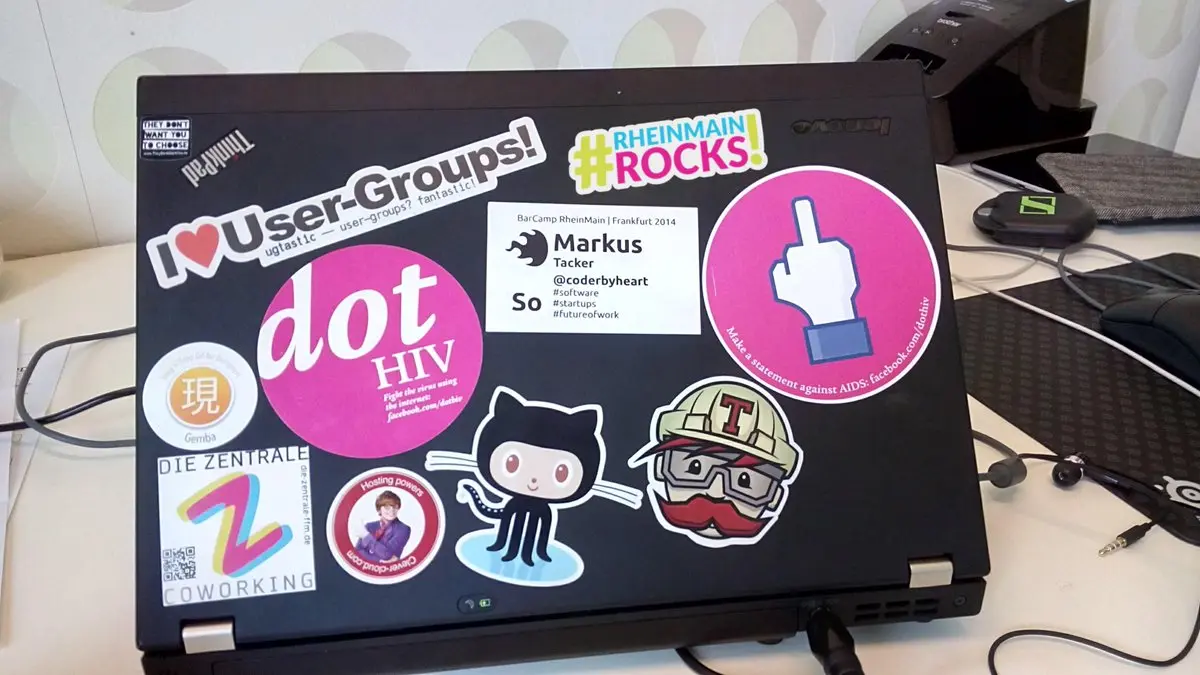 THEY DON'T
WANT YOU
TO CHOOSE
ThinkPad
I❤User-Groups!
ugtastic — user-groups? fantastic!
#RHEINMAIN
ROCKS!
lenovo
brother
BarCamp RheinMain | Frankfurt 2014
Markus
Tacker
@coderbyheart
So
#software
#startups
#futureofwork
dot
HIV
Fight the virus using
the internet:
facebook.com/dothiv
Make a statement against AIDS: facebook.com/dothiv
現
Gemba
DIE ZENTRALE
die-zentrale-ffm.de
COWORKING
Hosting powers
Clever-cloud.com
T